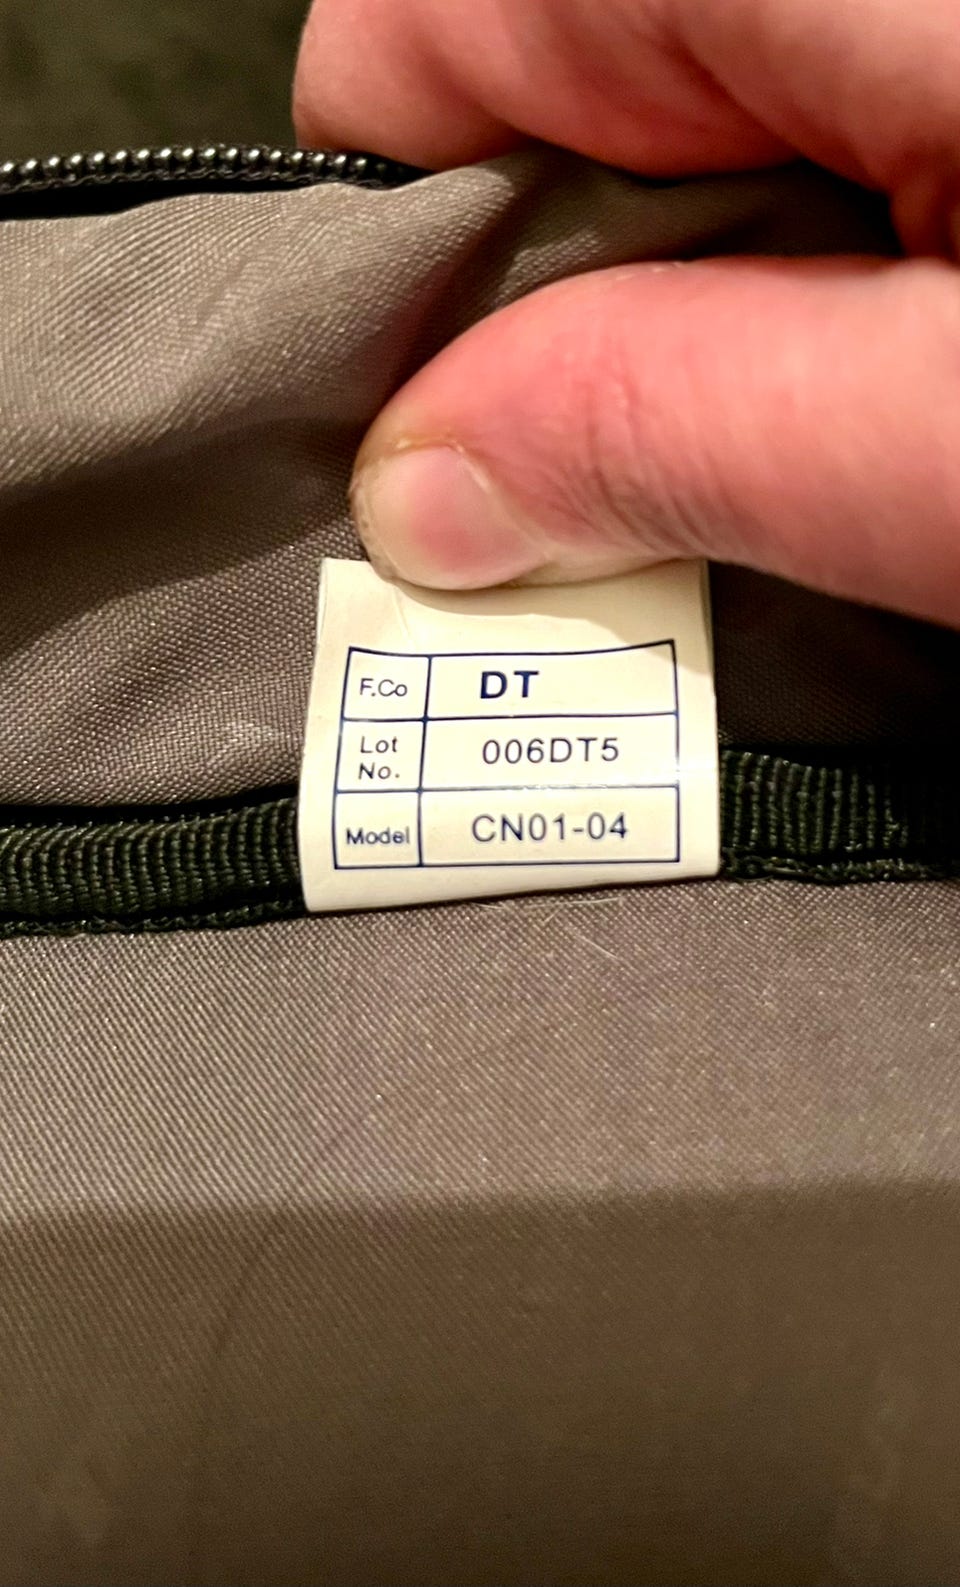 F.Co DT
Lot No. 006DT5
Model CN01-04